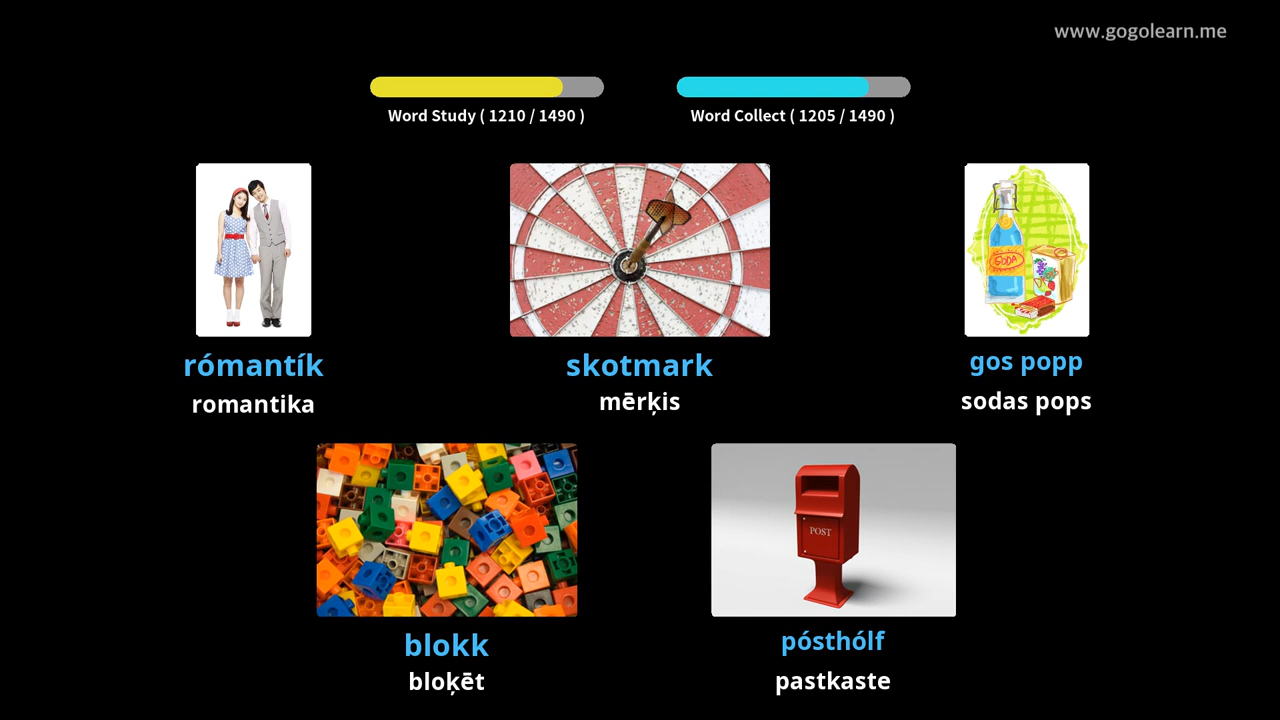 www.gogolearn.me
Word Study ( 1210 / 1490 )
Word Collect ( 1205 / 1490 )
SODA
rómantík
romantika
skotmark
mērķis
gos popp
sodas pops
POST
blokk
bloķēt
pósthólf
pastkaste